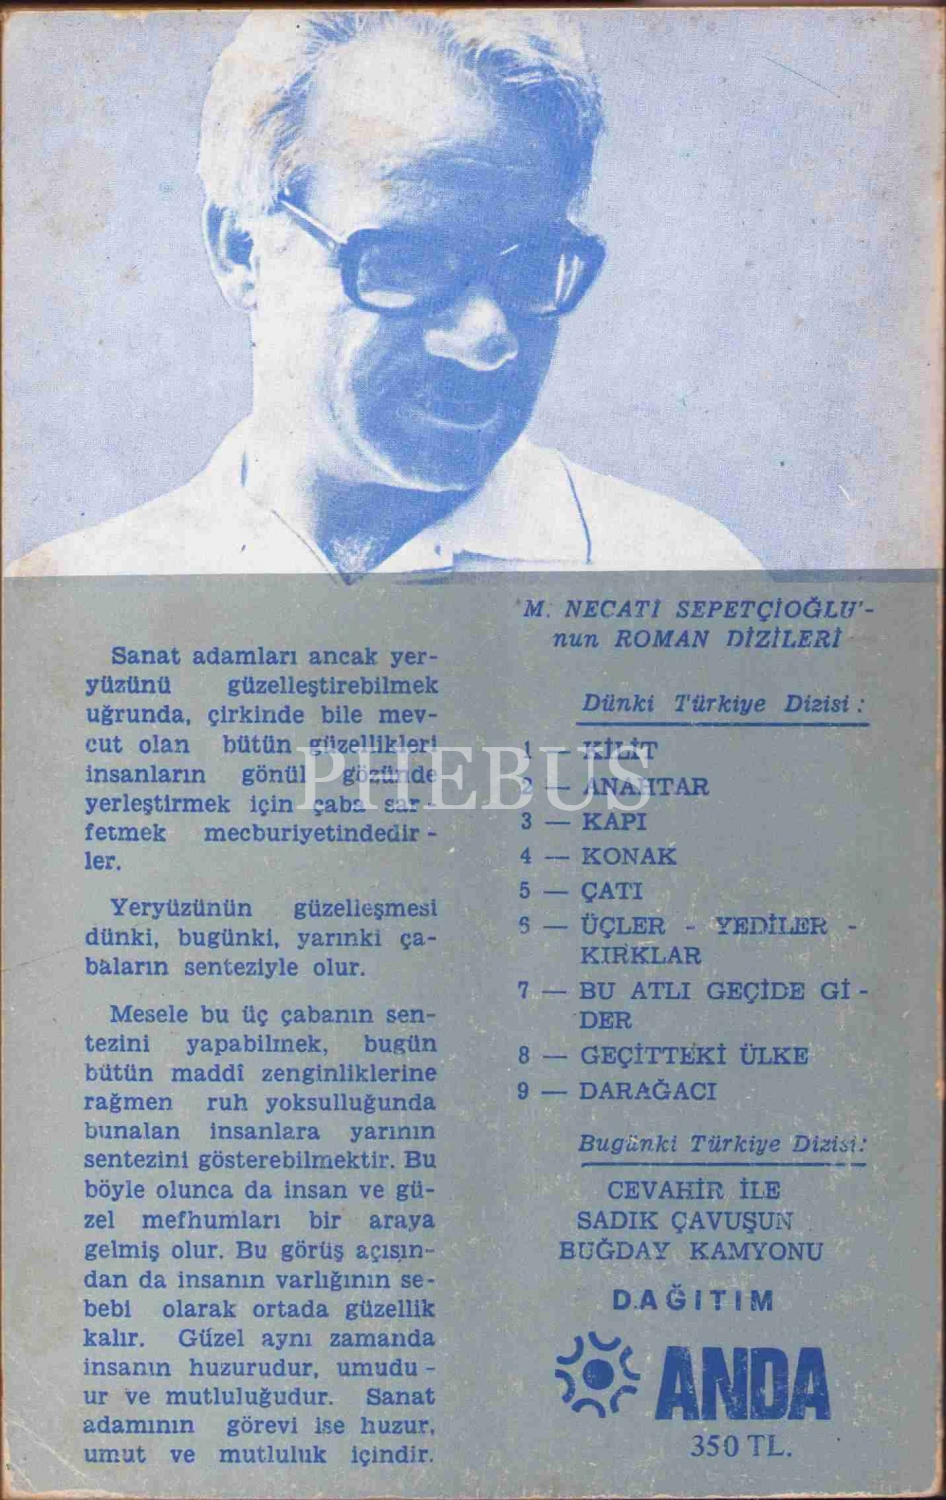 Sanat adamları ancak yer-
yüzünü güzelleştirebilmek
uğrunda, çirkinde bile mev-
cut olan bütün güzellikleri
insanların gönül gözünde
yerleştirmek için çaba sar-
fetmek mecburiyetindedir-
ler.
Yeryüzünün güzelleşmesi
dünki, bugünki, yarınki ça-
baların senteziyle olur.
Mesele bu üç çabanın sen-
tezini yapabilmek, bugün
bütün maddî zenginliklerine
rağmen ruh yoksulluğunda
bunalan insanlara yarının
sentezini gösterebilmektir. Bu
böyle olunca da insan ve gü-
zel mefhumları bir araya
gelmiş olur. Bu görüş açısın-
dan da insanın varlığının se-
bebi olarak ortada güzellik
kalır. Güzel aynı zamanda
insanın huzurudur, umudu-
ur ve mutluluğudur. Sanat
adamının görevi ise huzur,
umut ve mutluluk içindir.
M. NECATİ SEPETÇİOĞLU'-
nun ROMAN DİZİLERİ
Dünki Türkiye Dizisi :
1 — KİLİT
2 — ANAHTAR
3 — KAPI
4 — KONAK
5 — ÇATI
6 — ÜÇLER - YEDİLER -
KIRKLAR
7 — BU ATLI GEÇİDE Gİ-
DER
8 — GEÇİTTEKİ ÜLKE
9 — DARAĞACI
Bugünki Türkiye Dizisi:
CEVAHİR İLE
SADIK ÇAVUŞUN
BUĞDAY KAMYONU
DAĞITIM
ANDA
350 TL.
PHEBUS